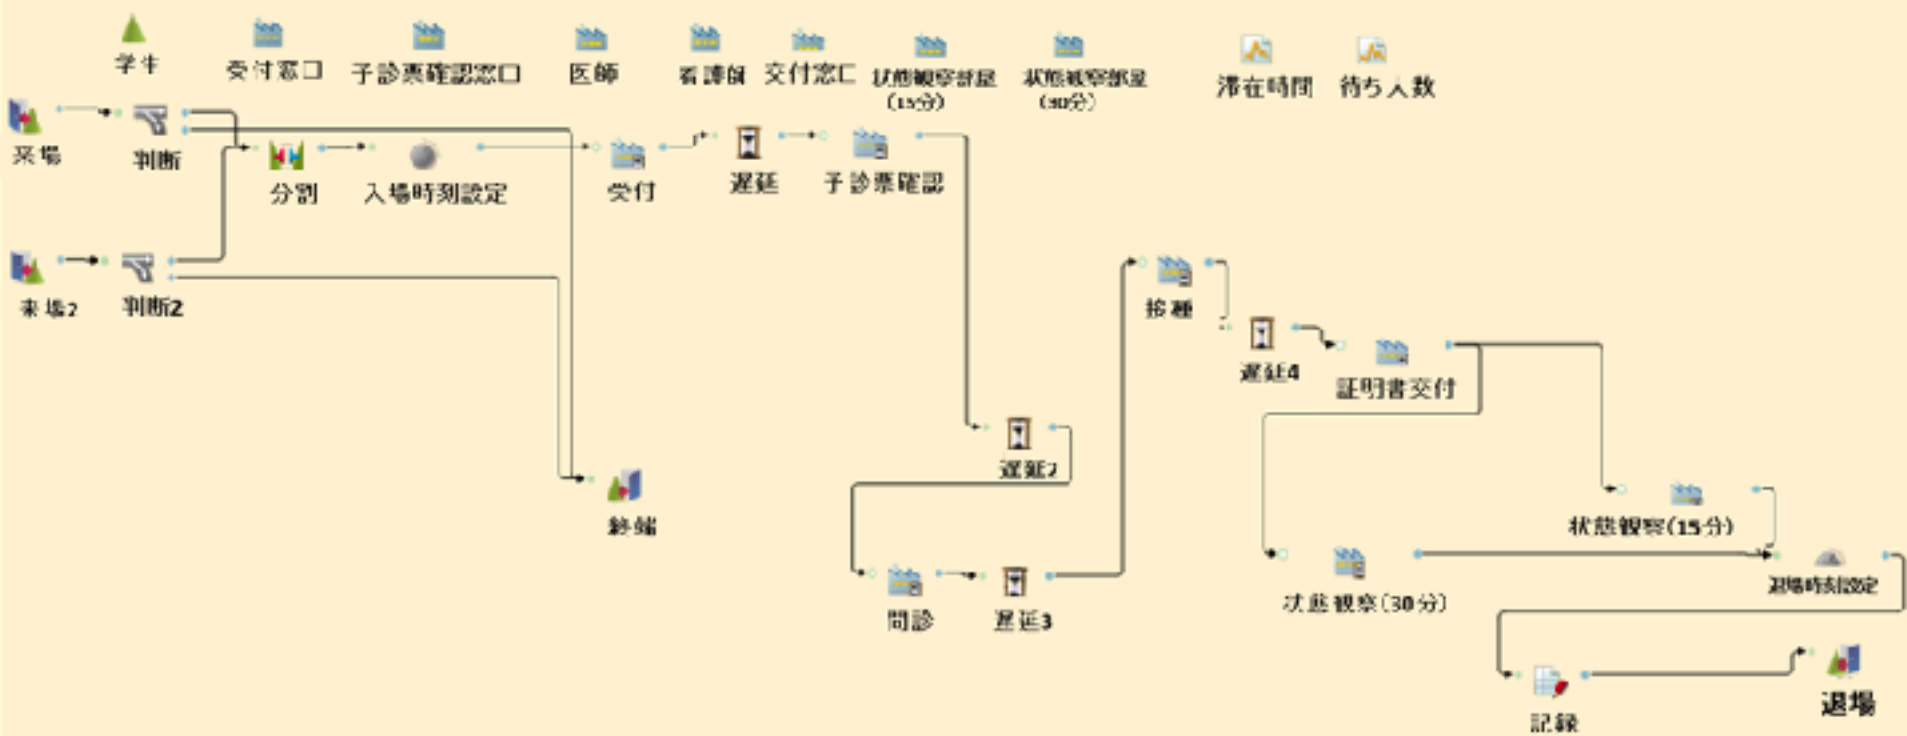 学生
受付窓口
予診票確認窓口
医師
看護師
交付窓口
状態観察部屋
(15分)
状態観察部屋
(30分)
滞在時間
待ち人数
来場
判断
分割
入場時刻設定
受付
遅延
予診票確認
来場2
判断2
接種
遅延4
証明書交付
遅延2
終端
状態観察(15分)
問診
遅延3
状態観察(30分)
退場時刻設定
記録
退場